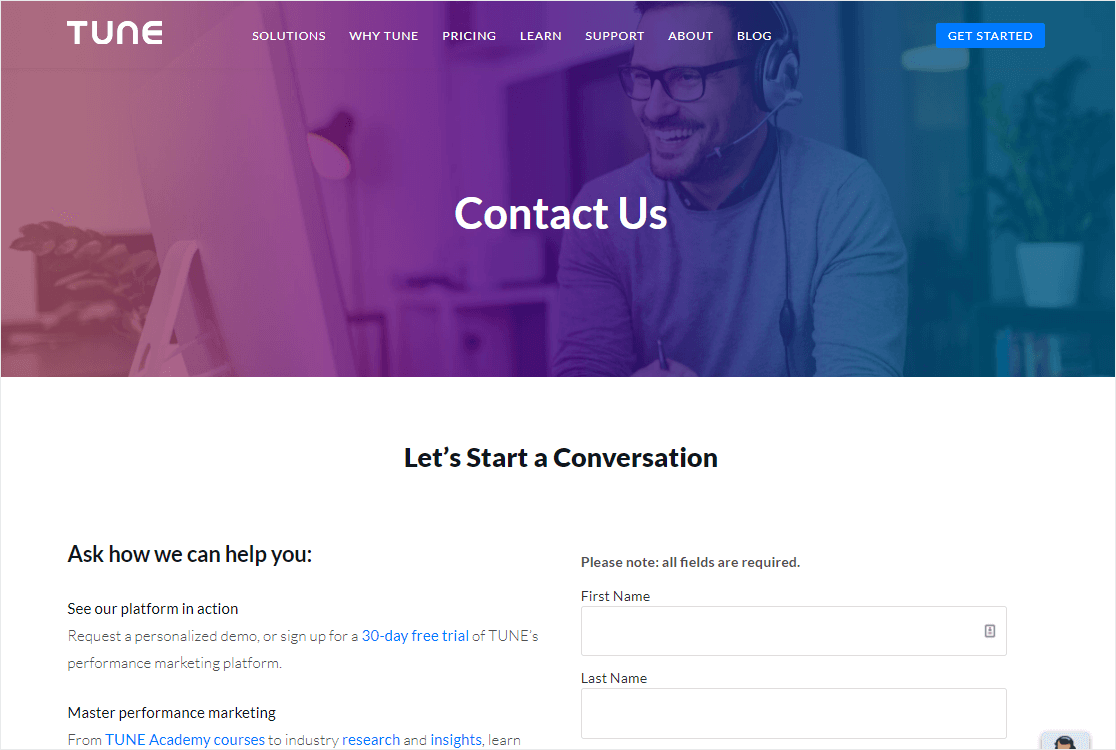 TUNE
SOLUTIONS WHY TUNE PRICING LEARN SUPPORT ABOUT BLOG
GET STARTED
Contact Us
Let’s Start a Conversation
Ask how we can help you:
See our platform in action
Request a personalized demo, or sign up for a 30-day free trial of TUNE’s
performance marketing platform.
Master performance marketing
From TUNE Academy courses to industry research and insights, learn
Please note: all fields are required.
First Name
Last Name